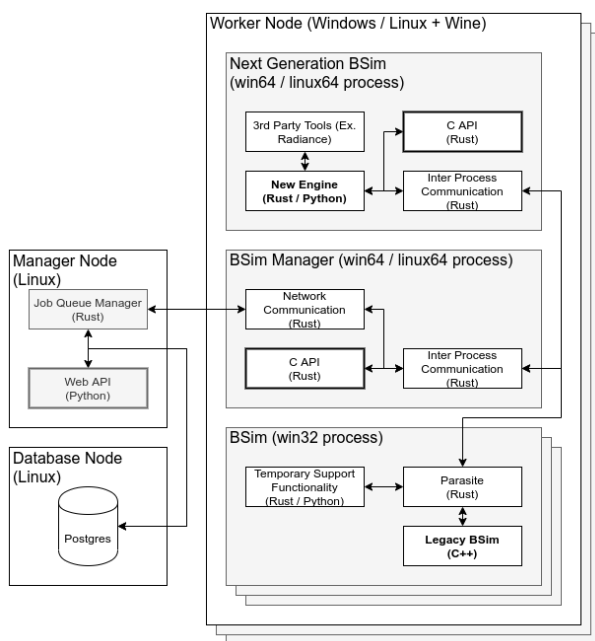 Worker Node (Windows / Linux + Wine)
Next Generation BSim
(win64 / linux64 process)
3rd Party Tools (Ex.
Radiance)
C API
(Rust)
New Engine
(Rust / Python)
Inter Process
Communication
(Rust)
Manager Node
(Linux)
Job Queue Manager
(Rust)
Web API
(Python)
BSim Manager (win64 / linux64 process)
Network
Communication
(Rust)
C API
(Rust)
Inter Process
Communication
(Rust)
Database Node
(Linux)
Postgres
BSim (win32 process)
Temporary Support
Functionality
(Rust / Python)
Parasite
(Rust)
Legacy BSim
(C++)